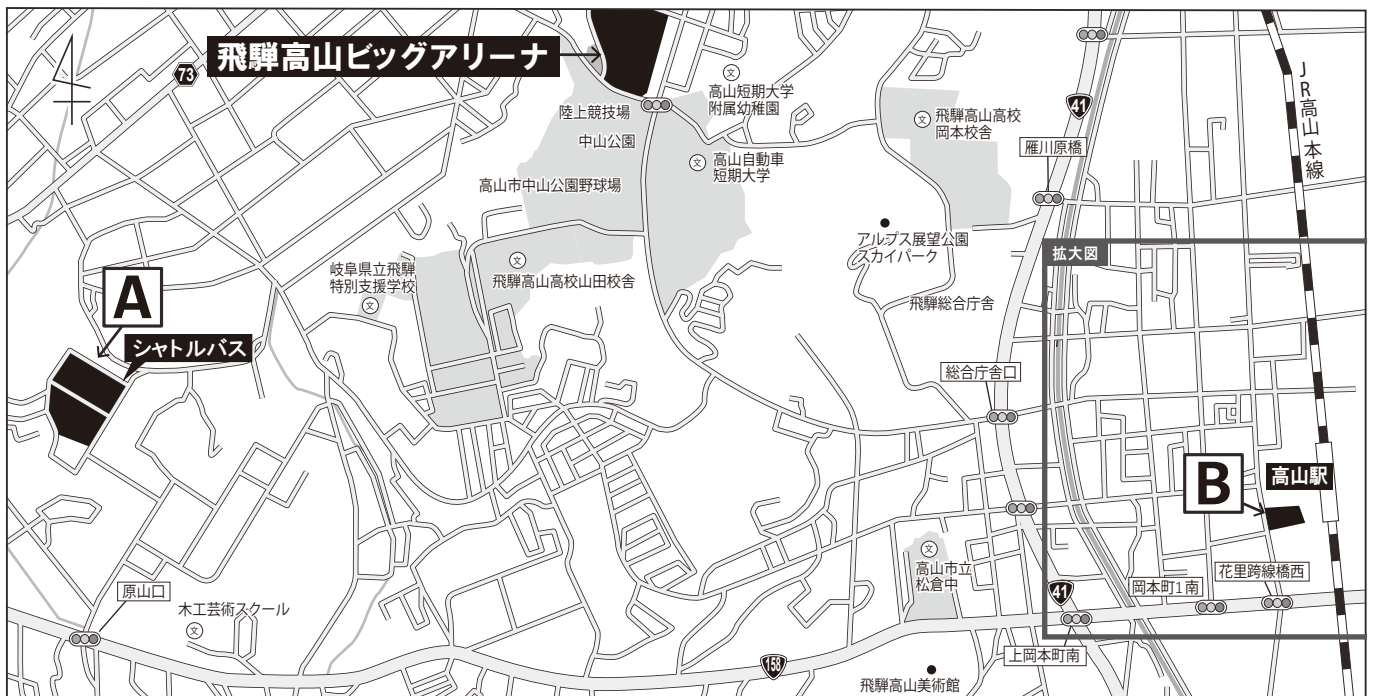 飛騨高山ビッグアリーナ
73
高山短期大学
附属幼稚園
陸上競技場
中山公園
文
高山自動車
短期大学
文
高山市中山公園野球場
文
飛騨高山高校
岡本校舎
41
JR高山本線
雁川原橋
アルプス展望公園
スカイパーク
拡大図
岐阜県立飛騨
特別支援学校
文
文
飛騨高山高校山田校舎
飛騨総合庁舎
A
シャトルバス
総合庁舎口
B
高山駅
文
高山市立
松倉中
原山口
木工芸術スクール
文
41
岡本町1南
花里跨線橋西
上岡本町南
158
飛騨高山美術館